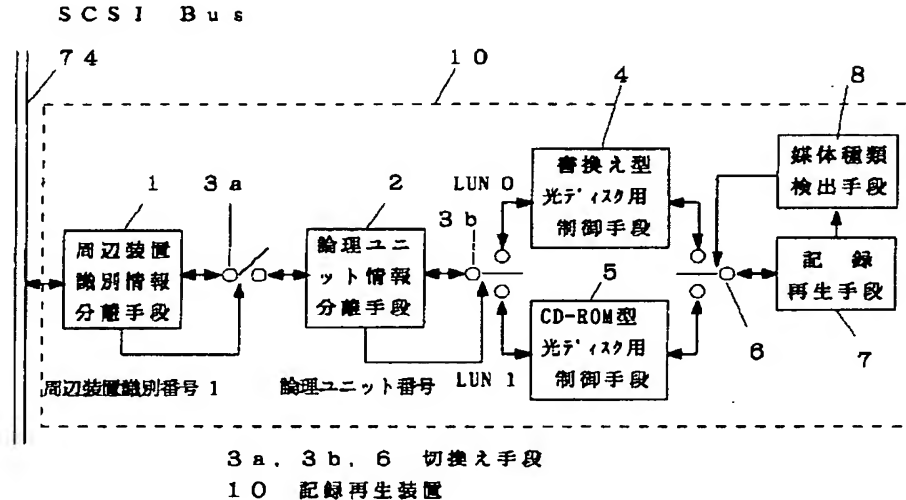 SCSI Bus
74
10
4
8
1
3a
2
LUN 0
3b
書換え型
光ディスク用
制御手段
媒体種類
検出手段
周辺装置
識別情報
分離手段
論理ユニ
ット情報
分離手段
5
CD-ROM型
光ディスク用
制御手段
記録
再生手段
6
7
周辺装置識別番号1
論理ユニット番号
LUN 1
3a, 3b, 6 切換え手段
10 記録再生装置